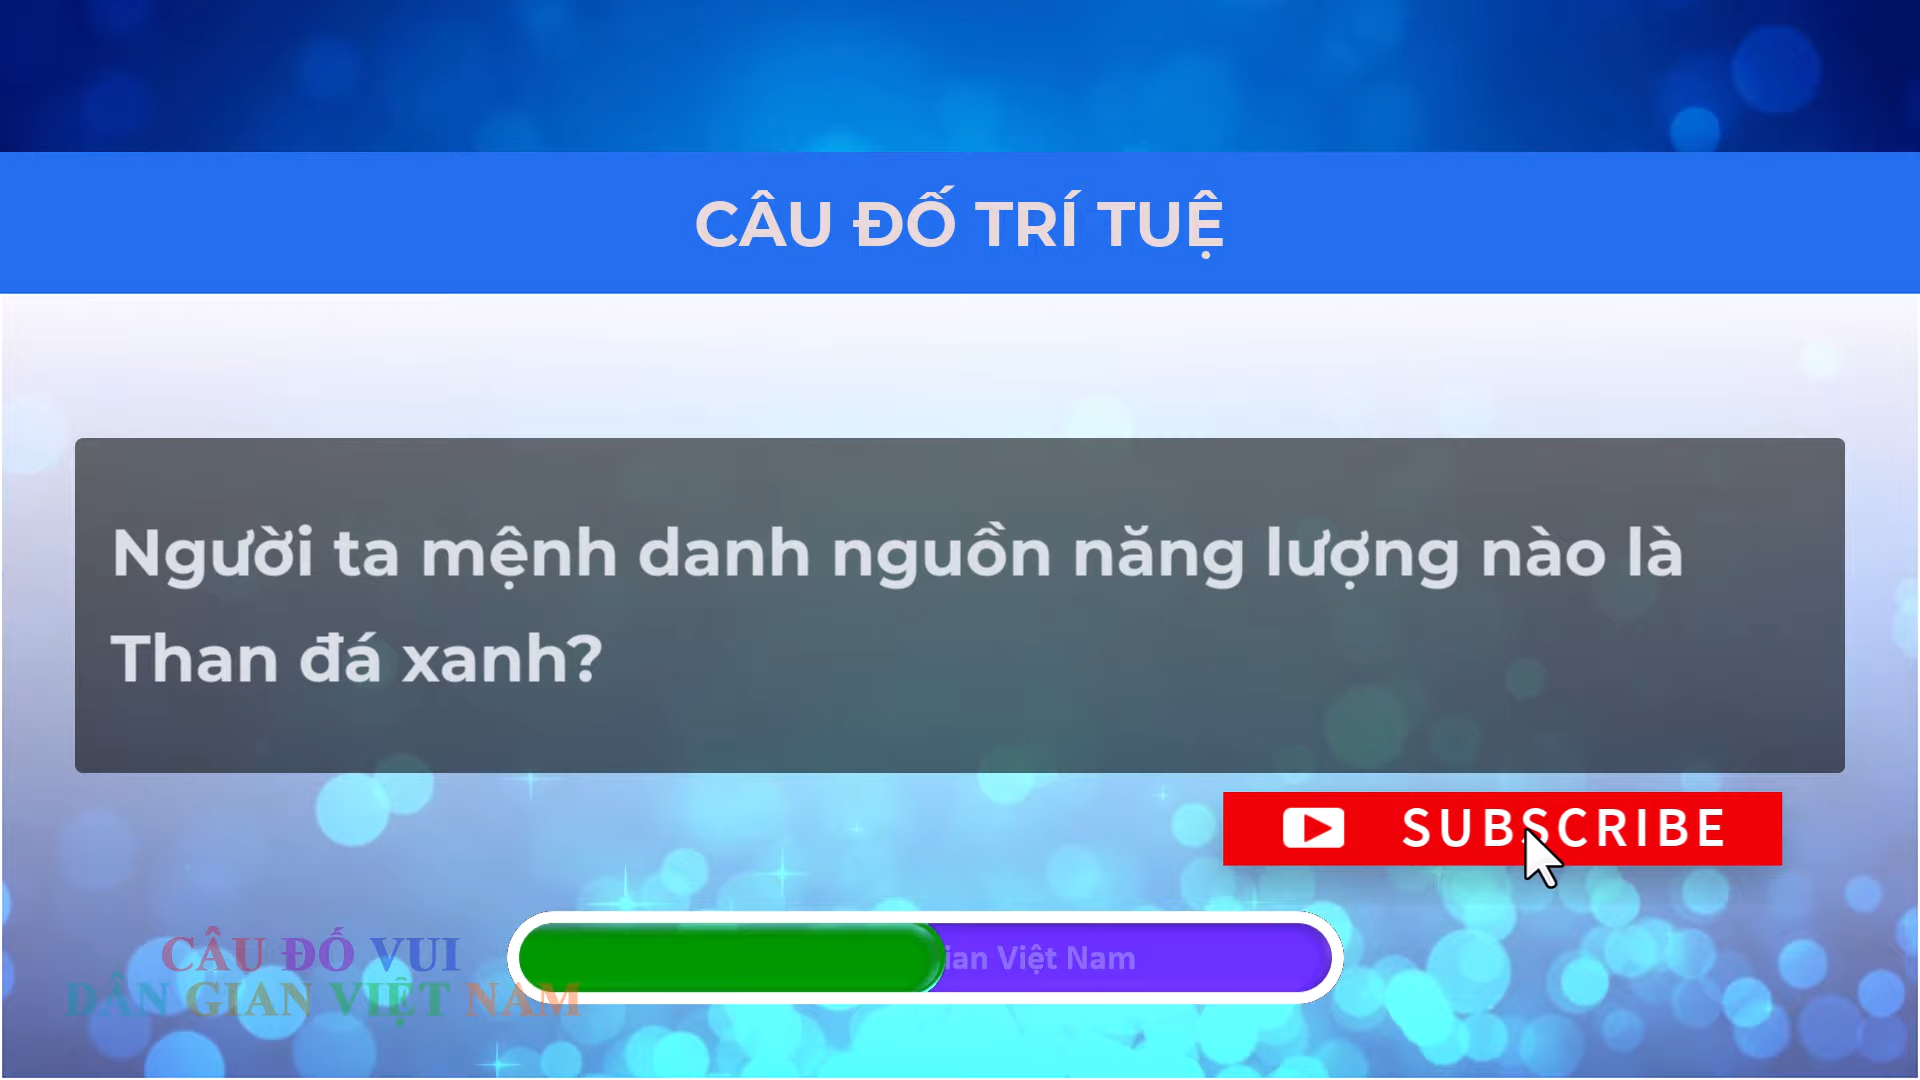 CÂU ĐỐ TRÍ TUỆ
Người ta mệnh danh nguồn năng lượng nào là
Than đá xanh?
SUBSCRIBE
CÂU ĐỐ VUI
DÂN GIAN VIỆT NAM
Việt Nam